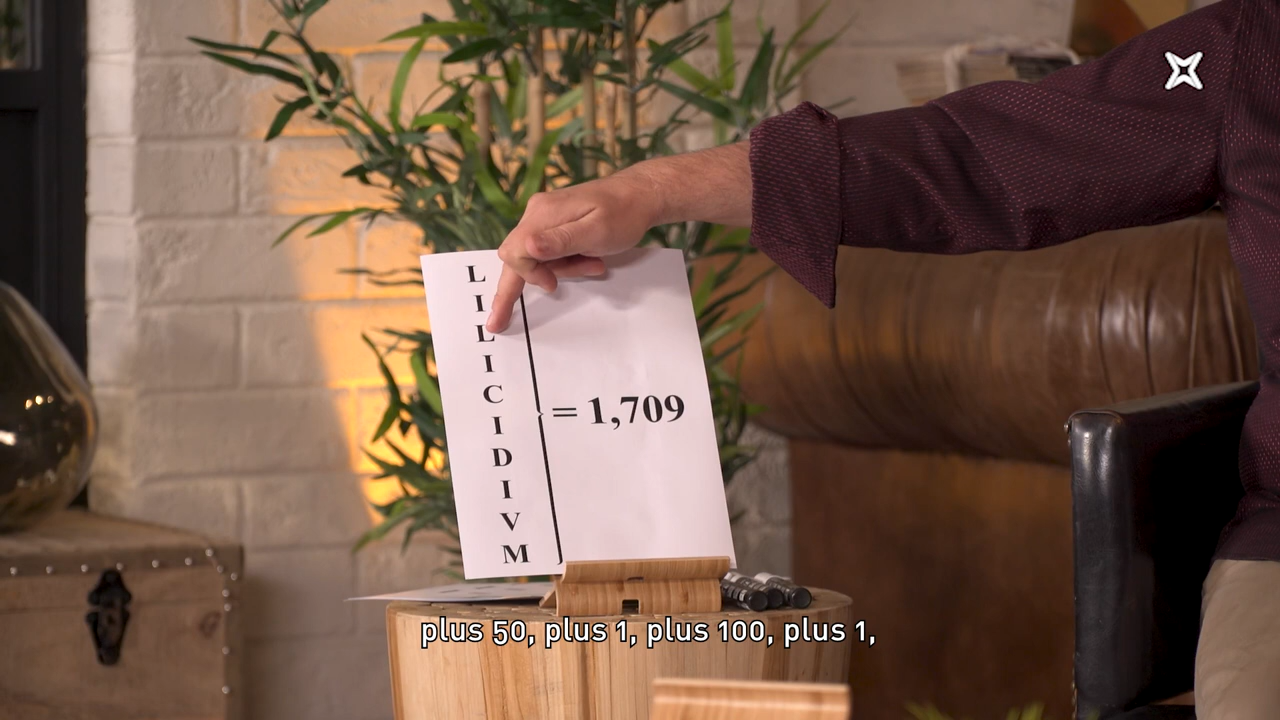 L
I
L
I
C
I
D
I
V
M
= 1,709
plus 50, plus 1, plus 100, plus 1,